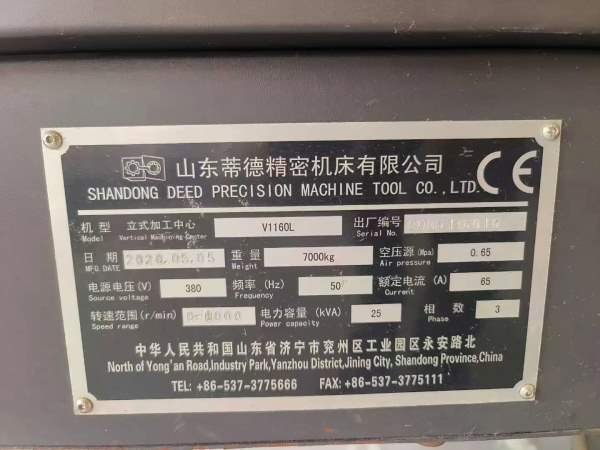 山东蒂德精密机床有限公司
SHANDONG DEED PRECISION MACHINE TOOL CO.,LTD. CE
机型 立式加工中心 V1160L 出厂编号
Model Vertical Machining Center Serial No.
日期 2020.05.05 重量 7000kg 空压源(Mpa) 0.65
MFG.DATE Weight Air pressure
电源电压(V) 380 频率(Hz) 50 额定电流(A) 65
Source voltage Frequency Current
转速范围(r/min) 电力容量(kVA) 25 相数 3
Speed range Power capacity Phase
中华人民共和国山东省济宁市兖州区工业园区永安路北
North of Yong'an Road,Industry Park,Yanzhou District,Jining City, Shandong Province,China
TEL: +86-537-3775666 FAX: +86-537-3775111